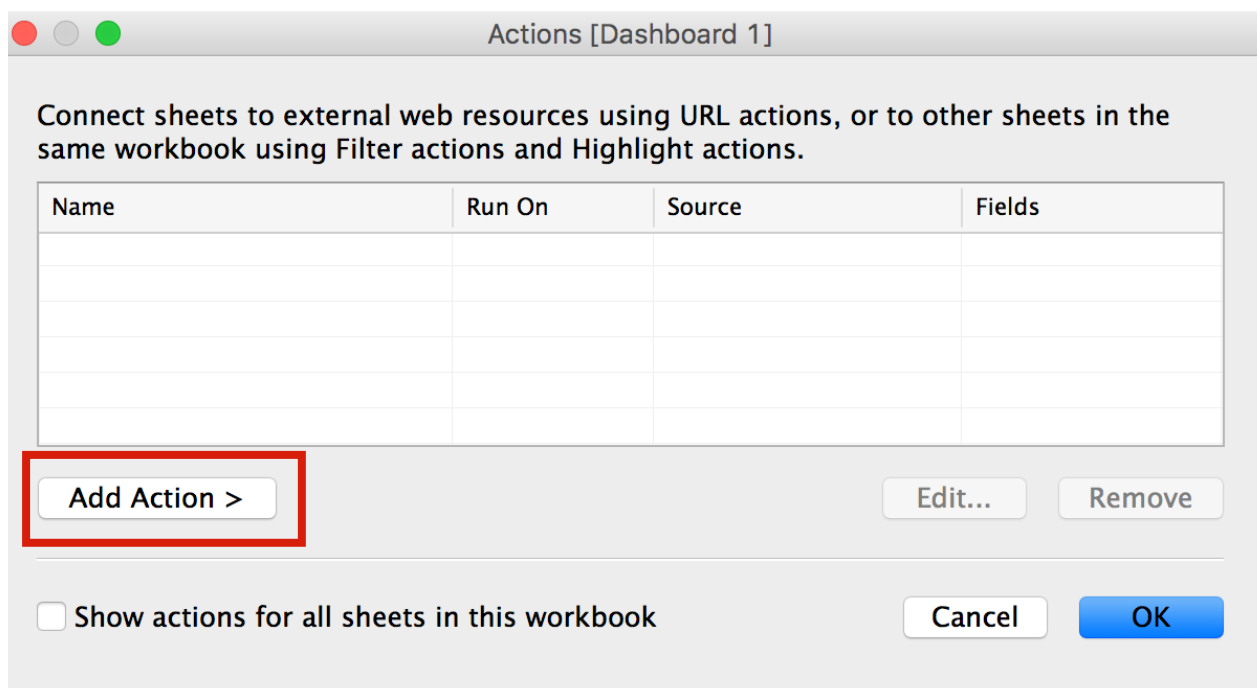 Actions [Dashboard 1]
Connect sheets to external web resources using URL actions, or to other sheets in the
same workbook using Filter actions and Highlight actions.
Name Run On Source Fields
Add Action > Edit... Remove
Show actions for all sheets in this workbook Cancel OK